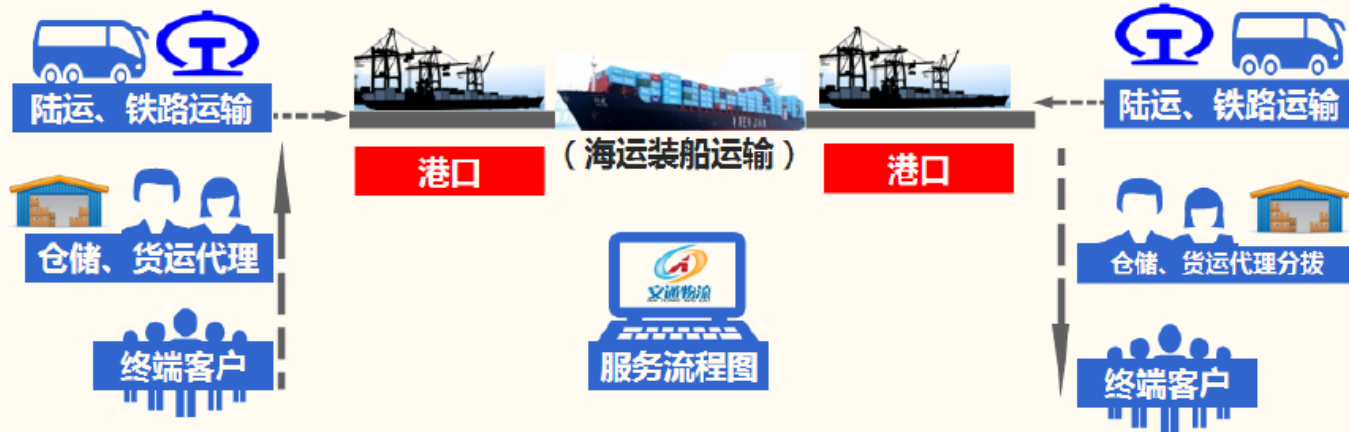 陆运、铁路运输
陆运、铁路运输
(海运装船运输)
港口
港口
仓储、货运代理
仓储、货运代理分拨
服务流程图
终端客户
终端客户